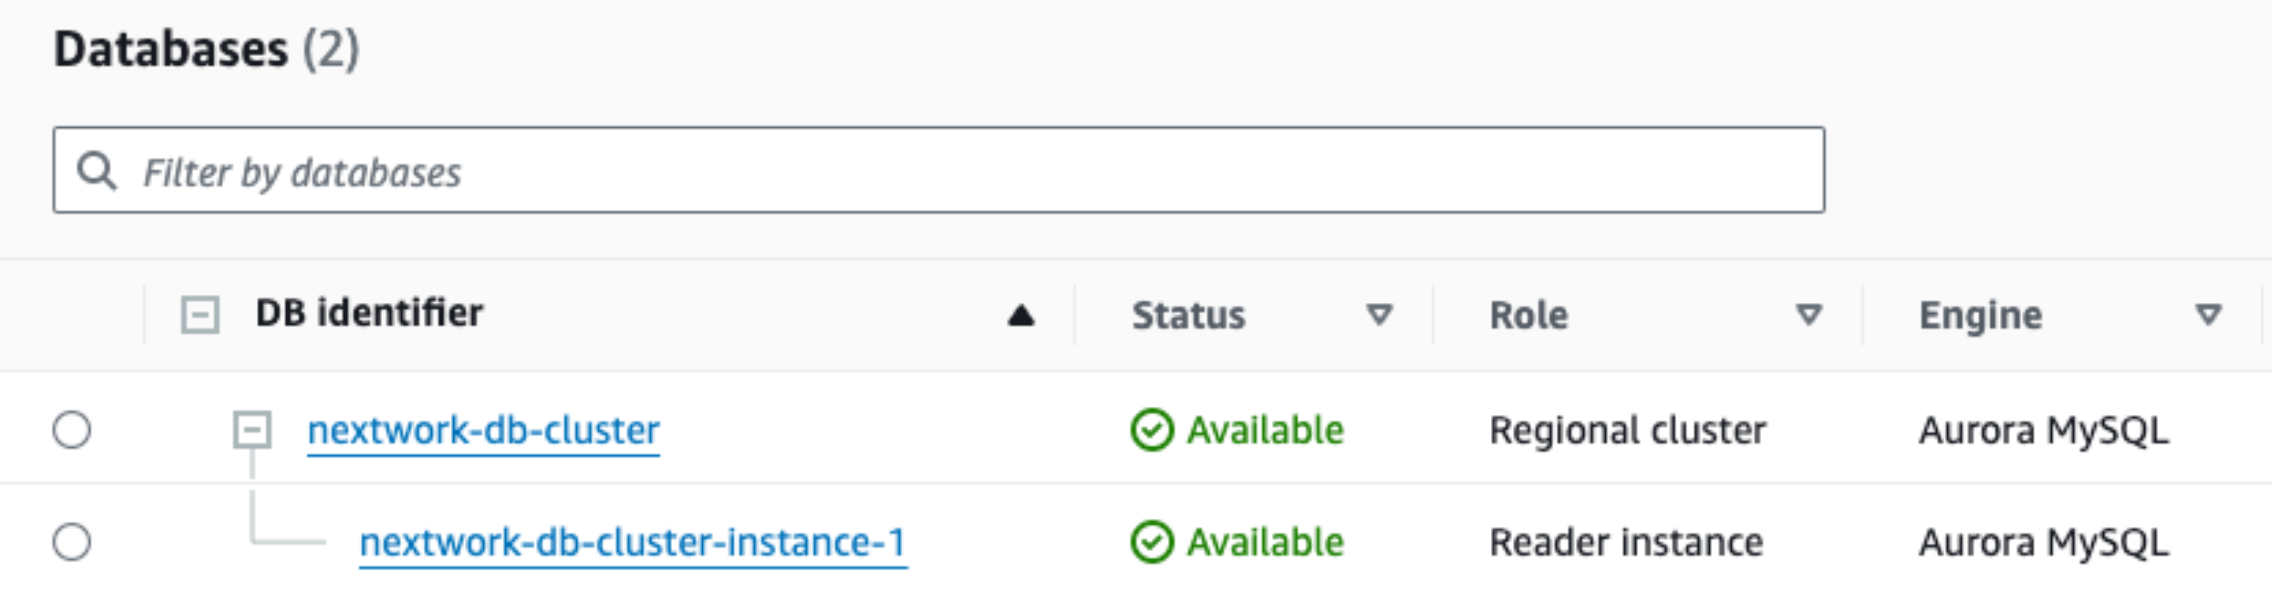 Databases (2)
Filter by databases
DB identifier Status Role Engine
nextwork-db-cluster Available Regional cluster Aurora MySQL
nextwork-db-cluster-instance-1 Available Reader instance Aurora MySQL